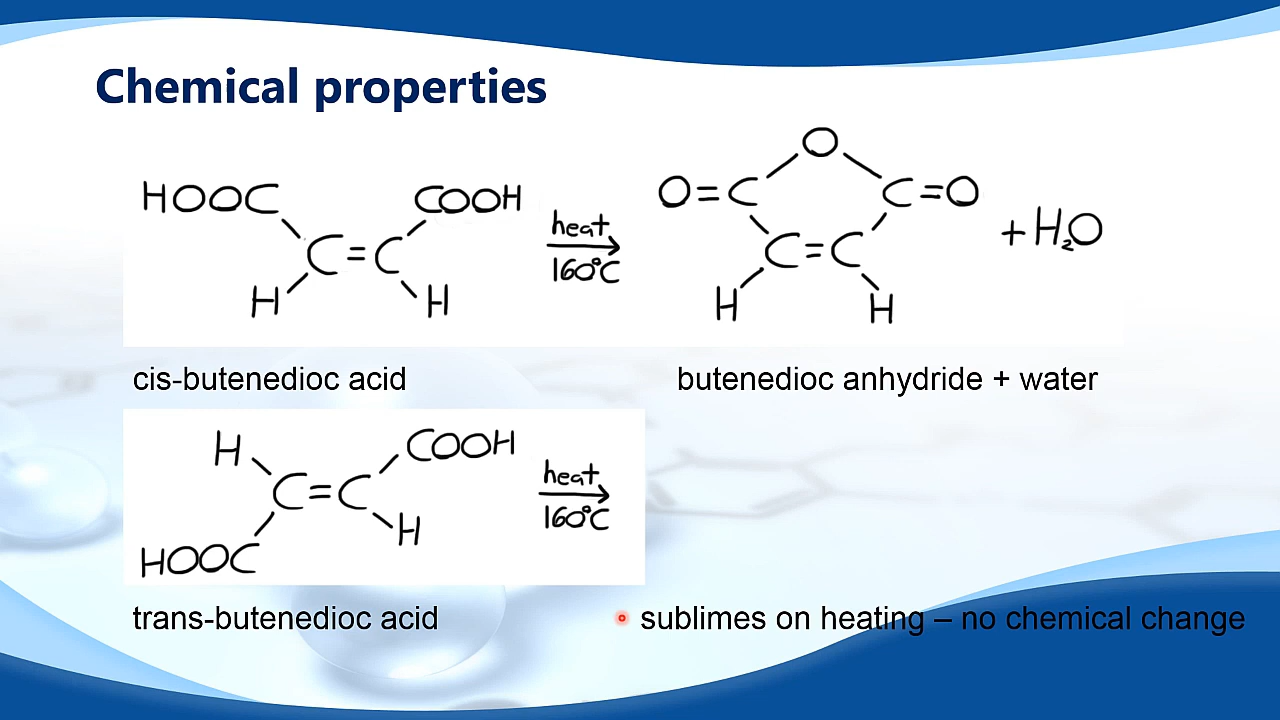 Chemical properties
HOOC COOH
C=C
H H
heat
160°C
O
O=C C=O
C=C
H H
+H₂O
cis-butenedioc acid
butenedioc anhydride + water
H COOH
C=C
H
HOOC
heat
160°C
trans-butenedioc acid
sublimes on heating – no chemical change